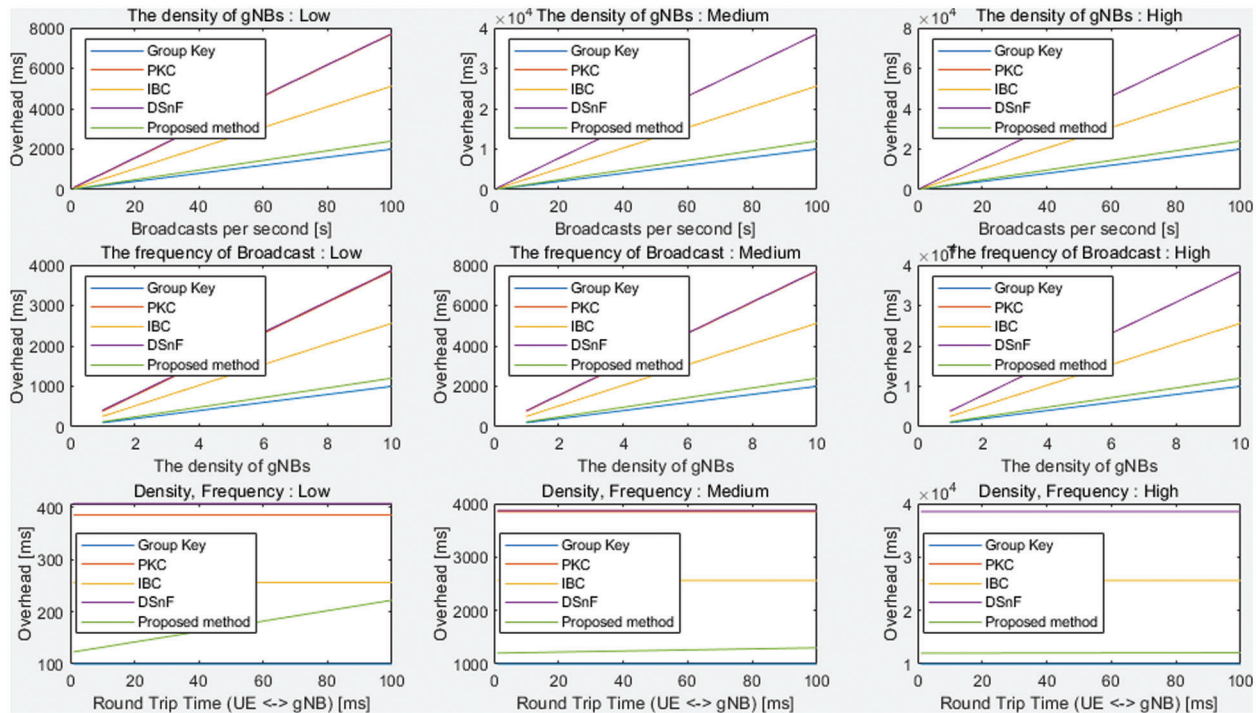 The density of gNBs : Low
8000
6000
4000
2000
0
Overhead [ms]
Group Key
PKC
IBC
DSnF
Proposed method
0 20 40 60 80 100
Broadcasts per second [s]
The density of gNBs : Medium
×10⁴
4
3
2
1
0
Overhead [ms]
Group Key
PKC
IBC
DSnF
Proposed method
0 20 40 60 80 100
Broadcasts per second [s]
The density of gNBs : High
×10⁴
8
6
4
2
0
Overhead [ms]
Group Key
PKC
IBC
DSnF
Proposed method
0 20 40 60 80 100
Broadcasts per second [s]
The frequency of Broadcast : Low
4000
3000
2000
1000
0
Overhead [ms]
Group Key
PKC
IBC
DSnF
Proposed method
0 2 4 6 8 10
The density of gNBs
The frequency of Broadcast : Medium
8000
6000
4000
2000
0
Overhead [ms]
Group Key
PKC
IBC
DSnF
Proposed method
0 2 4 6 8 10
The density of gNBs
The frequency of Broadcast : High
×10
4
3
2
1
0
Overhead [ms]
Group Key
PKC
IBC
DSnF
Proposed method
0 2 4 6 8 10
The density of gNBs
Density, Frequency : Low
400
300
200
100
Overhead [ms]
Group Key
PKC
IBC
DSnF
Proposed method
0 20 40 60 80 100
Round Trip Time (UE <-> gNB) [ms]
Density, Frequency : Medium
4000
3000
2000
1000
Overhead [ms]
Group Key
PKC
IBC
DSnF
Proposed method
0 20 40 60 80 100
Round Trip Time (UE <-> gNB) [ms]
Density, Frequency : High
×10⁴
4
3
2
1
Overhead [ms]
Group Key
PKC
IBC
DSnF
Proposed method
0 20 40 60 80 100
Round Trip Time (UE <-> gNB) [ms]